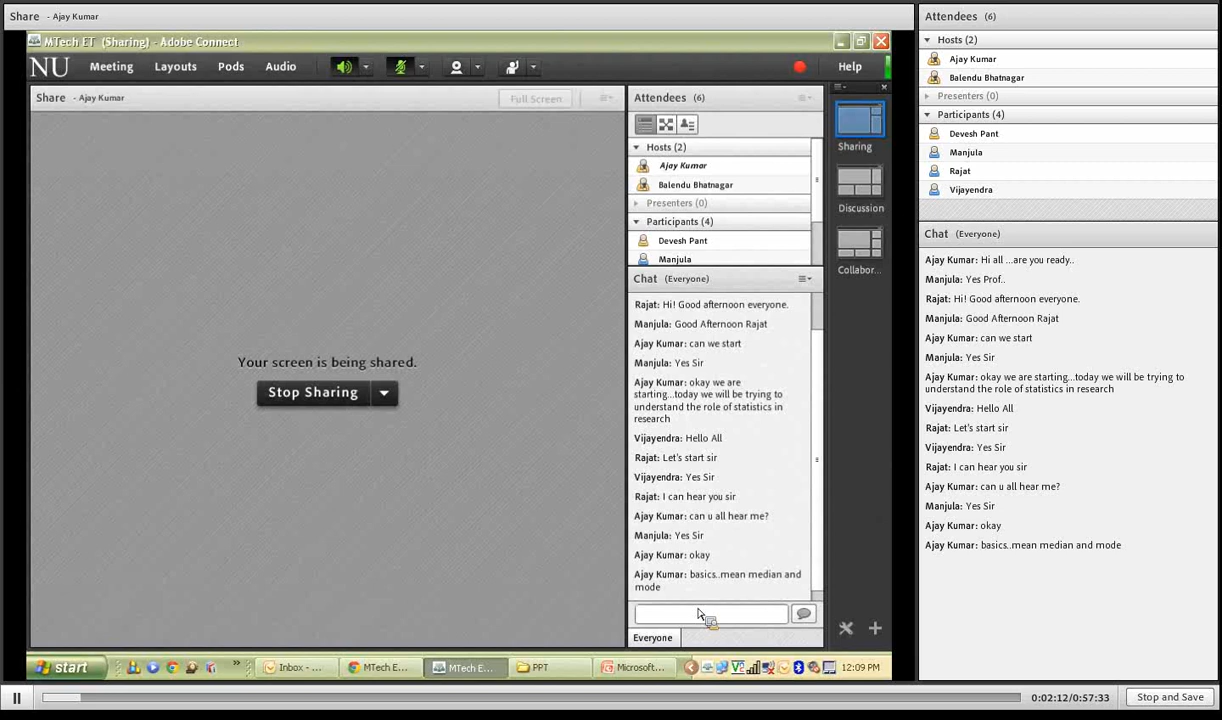 Share - Ajay Kumar
MTech ET (Sharing) - Adobe Connect
NU Meeting Layouts Pods Audio Help
Share - Ajay Kumar
Full Screen
Your screen is being shared.
Stop Sharing
Attendees (6)
Hosts (2)
Ajay Kumar
Balendu Bhatnagar
Presenters (0)
Participants (4)
Devesh Pant
Manjula
Chat (Everyone)
Rajat: Hi! Good afternoon everyone.
Manjula: Good Afternoon Rajat
Ajay Kumar: can we start
Manjula: Yes Sir
Ajay Kumar: okay we are
starting...today we will be trying to
understand the role of statistics in
research
Vijayendra: Hello All
Rajat: Let's start sir
Vijayendra: Yes Sir
Rajat: I can hear you sir
Ajay Kumar: can u all hear me?
Manjula: Yes Sir
Ajay Kumar: okay
Ajay Kumar: basics..mean median and
mode
Everyone
Sharing
Discussion
Collabor...
start
Inbox - ...
MTech E...
MTech E...
PPT
Microsoft...
12:09 PM
Attendees (6)
Hosts (2)
Ajay Kumar
Balendu Bhatnagar
Presenters (0)
Participants (4)
Devesh Pant
Manjula
Rajat
Vijayendra
Chat (Everyone)
Ajay Kumar: Hi all ...are you ready..
Manjula: Yes Prof..
Rajat: Hi! Good afternoon everyone.
Manjula: Good Afternoon Rajat
Ajay Kumar: can we start
Manjula: Yes Sir
Ajay Kumar: okay we are starting...today we will be trying to
understand the role of statistics in research
Vijayendra: Hello All
Rajat: Let's start sir
Vijayendra: Yes Sir
Rajat: I can hear you sir
Ajay Kumar: can u all hear me?
Manjula: Yes Sir
Ajay Kumar: okay
Ajay Kumar: basics..mean median and mode
0:02:12/0:57:33
Stop and Save